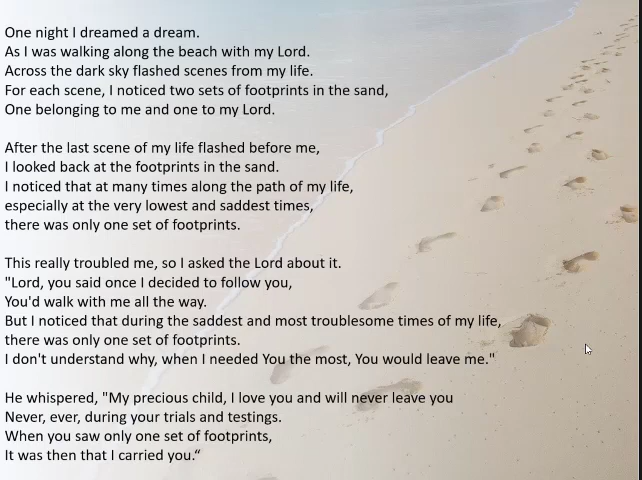 One night I dreamed a dream.
As I was walking along the beach with my Lord.
Across the dark sky flashed scenes from my life.
For each scene, I noticed two sets of footprints in the sand,
One belonging to me and one to my Lord.
After the last scene of my life flashed before me,
I looked back at the footprints in the sand.
I noticed that at many times along the path of my life,
especially at the very lowest and saddest times,
there was only one set of footprints.
This really troubled me, so I asked the Lord about it.
"Lord, you said once I decided to follow you,
You'd walk with me all the way.
But I noticed that during the saddest and most troublesome times of my life,
there was only one set of footprints.
I don't understand why, when I needed You the most, You would leave me."
He whispered, "My precious child, I love you and will never leave you
Never, ever, during your trials and testings.
When you saw only one set of footprints,
It was then that I carried you.“